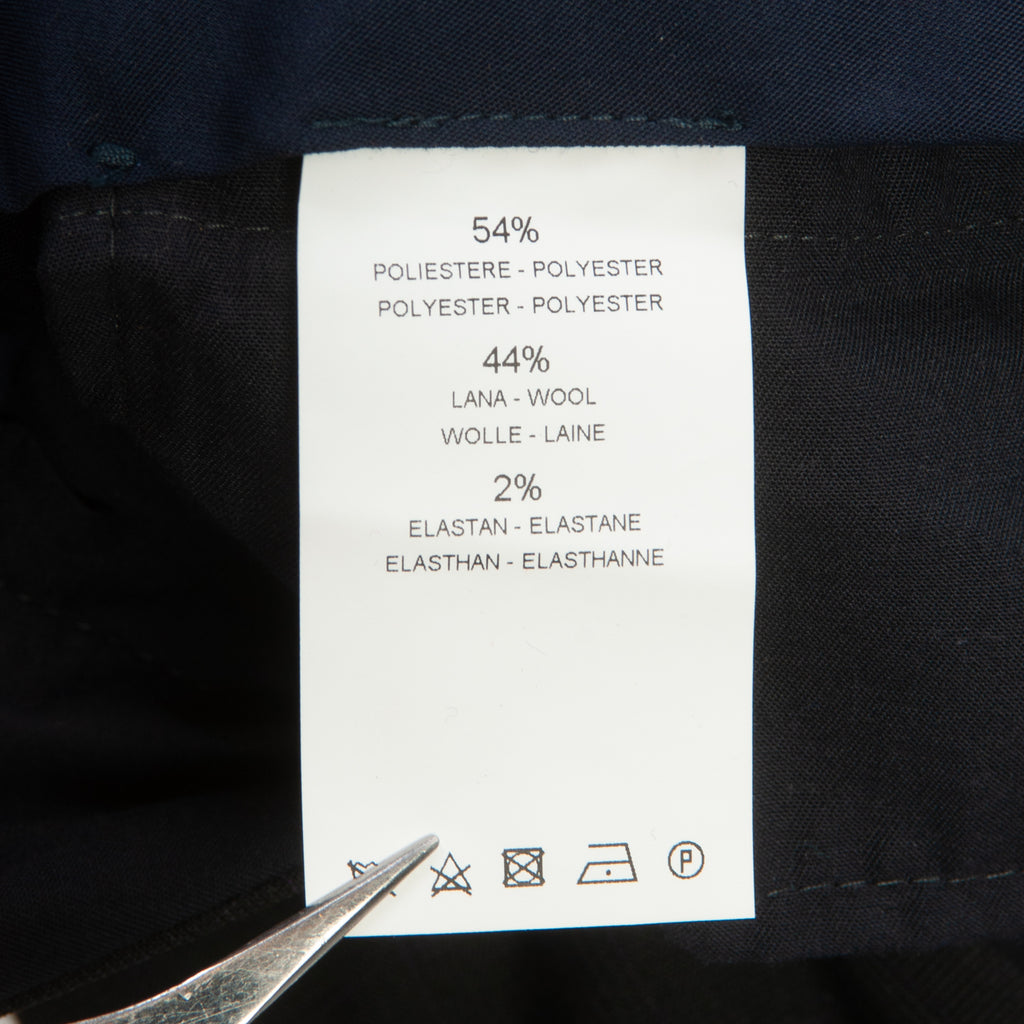 54%
POLIESTERE - POLYESTER
POLYESTER - POLYESTER
44%
LANA - WOOL
WOLLE - LAINE
2%
ELASTAN - ELASTANE
ELASTHAN - ELASTHANNE
P